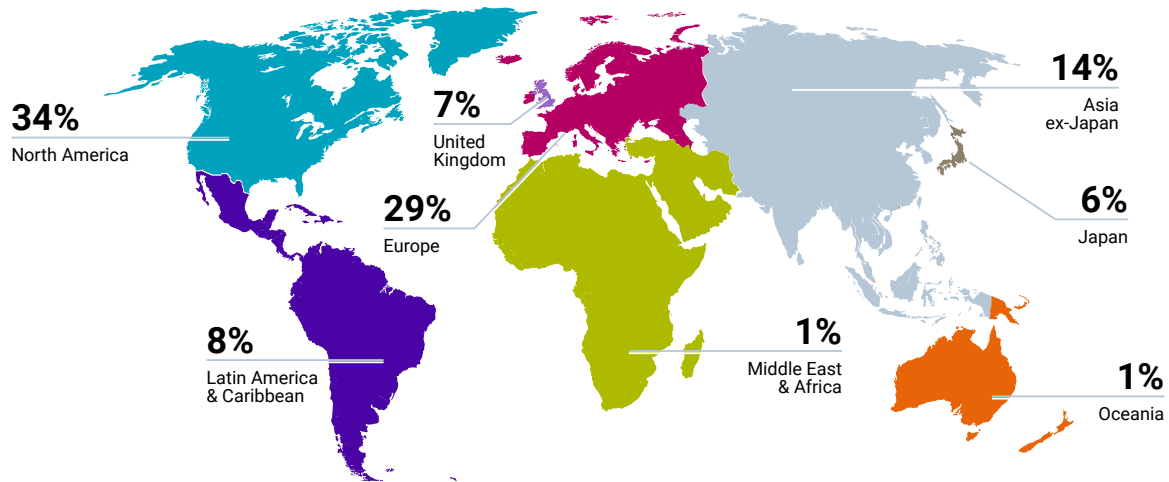 34%
North America
7%
United
Kingdom
29%
Europe
8%
Latin America
& Caribbean
14%
Asia
ex-Japan
6%
Japan
1%
Middle East
& Africa
1%
Oceania